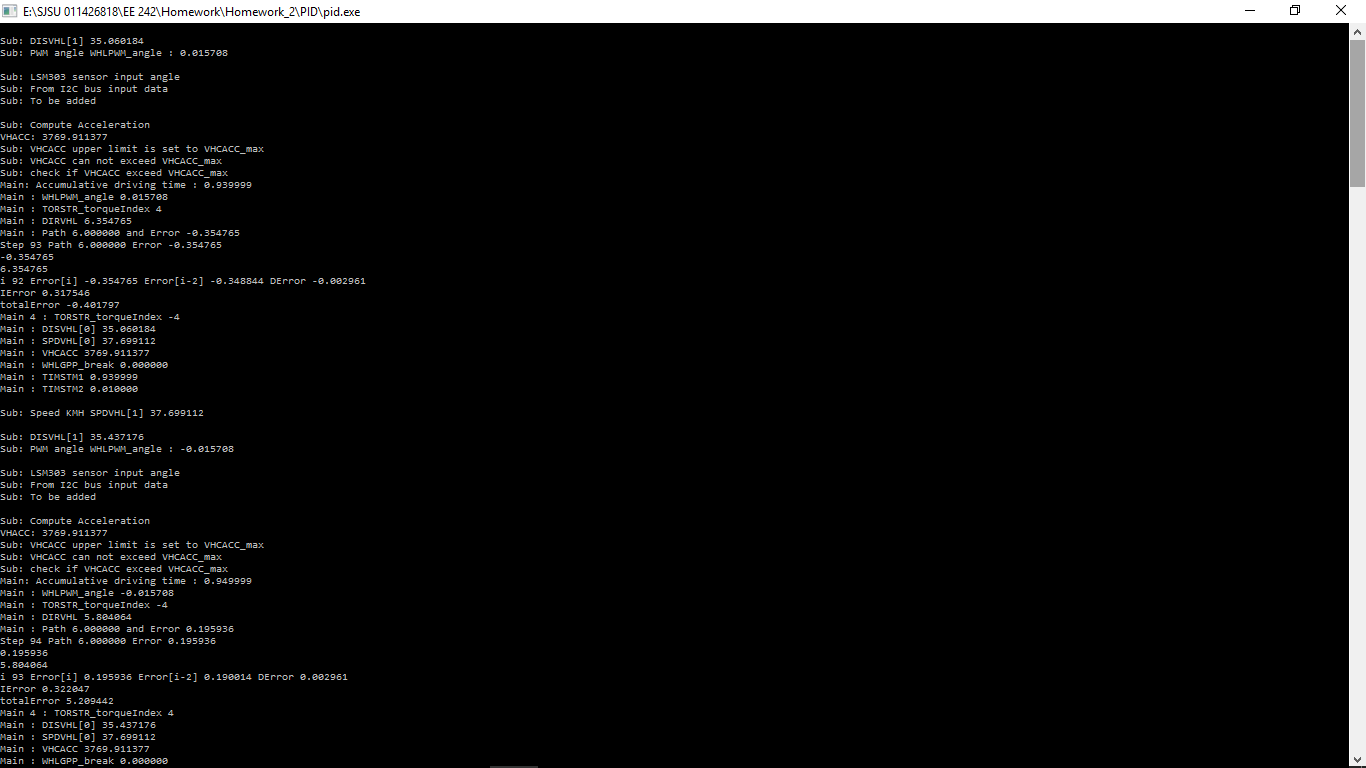 E:\SJSU 011426818\EE 242\Homework\Homework_2\PID\pid.exe
Sub: DISVHL[1] 35.060184
Sub: PWM angle WHLPWM_angle : 0.015708
Sub: LSM303 sensor input angle
Sub: From I2C bus input data
Sub: To be added
Sub: Compute Acceleration
VHACC: 3769.911377
Sub: VHCACC upper limit is set to VHCACC_max
Sub: VHCACC can not exceed VHCACC_max
Sub: check if VHCACC exceed VHCACC_max
Main: Accumulative driving time : 0.939999
Main : WHLPWM_angle 0.015708
Main : TORSTR_torqueIndex 4
Main : DIRVHL 6.354765
Main : Path 6.000000 and Error -0.354765
Step 93 Path 6.000000 Error -0.354765
-0.354765
6.354765
i 92 Error[i] -0.354765 Error[i-2] -0.348844 DError -0.002961
IError 0.317546
totalError -0.401797
Main 4 : TORSTR_torqueIndex -4
Main : DISVHL[0] 35.060184
Main : SPDVHL[0] 37.699112
Main : VHCACC 3769.911377
Main : WHLGPP_break 0.000000
Main : TIMSTM1 0.939999
Main : TIMSTM2 0.010000
Sub: Speed KMH SPDVHL[1] 37.699112
Sub: DISVHL[1] 35.437176
Sub: PWM angle WHLPWM_angle : -0.015708
Sub: LSM303 sensor input angle
Sub: From I2C bus input data
Sub: To be added
Sub: Compute Acceleration
VHACC: 3769.911377
Sub: VHCACC upper limit is set to VHCACC_max
Sub: VHCACC can not exceed VHCACC_max
Sub: check if VHCACC exceed VHCACC_max
Main: Accumulative driving time : 0.949999
Main : WHLPWM_angle -0.015708
Main : TORSTR_torqueIndex -4
Main : DIRVHL 5.804064
Main : Path 6.000000 and Error 0.195936
Step 94 Path 6.000000 Error 0.195936
0.195936
5.804064
i 93 Error[i] 0.195936 Error[i-2] 0.190014 DError 0.002961
IError 0.322047
totalError 5.209442
Main 4 : TORSTR_torqueIndex 4
Main : DISVHL[0] 35.437176
Main : SPDVHL[0] 37.699112
Main : VHCACC 3769.911377
Main : WHLGPP_break 0.000000